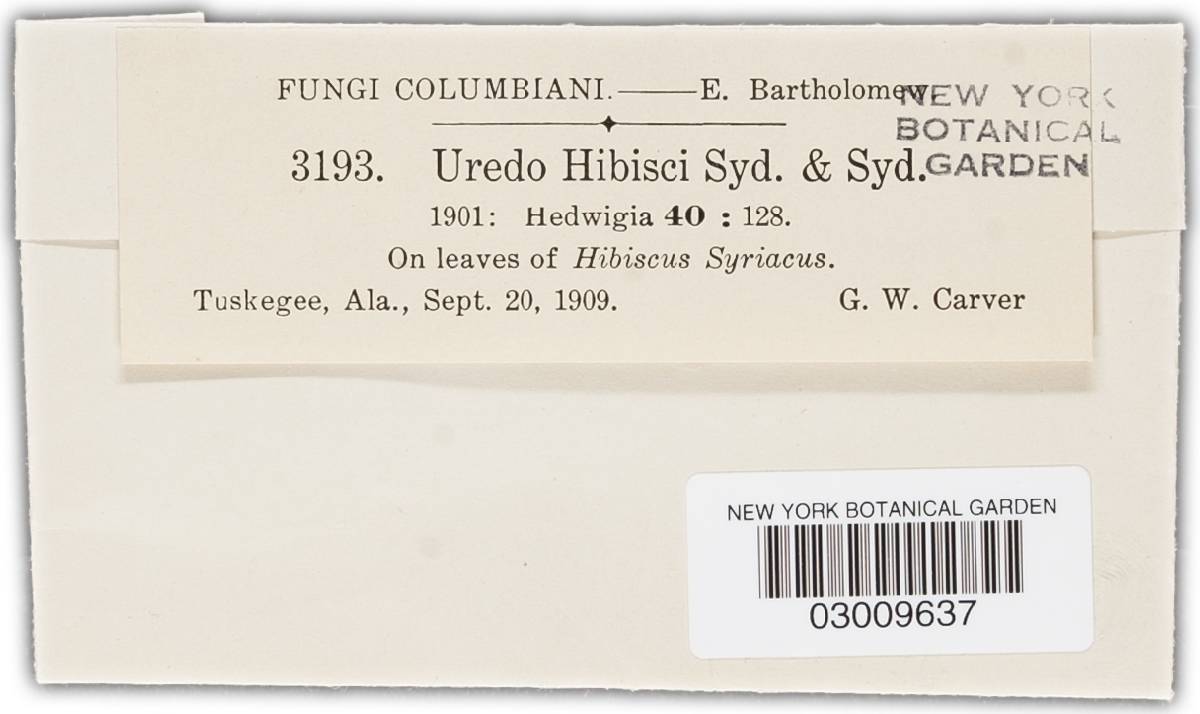 FUNGI COLUMBIANI.——E. Bartholomew.
NEW YORK
BOTANICAL
GARDEN
3193. Uredo Hibisci Syd. & Syd.
1901: Hedwigia 40 : 128.
On leaves of Hibiscus Syriacus.
Tuskegee, Ala., Sept. 20, 1909. G. W. Carver
NEW YORK BOTANICAL GARDEN
03009637